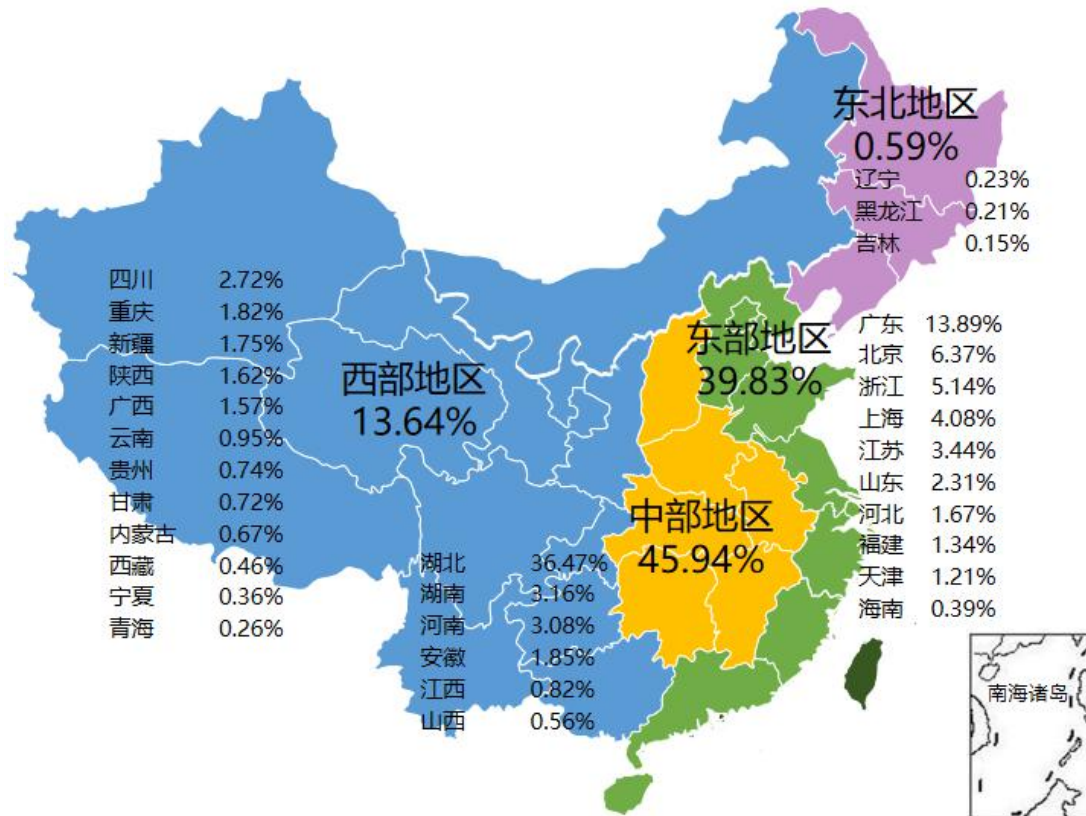 东北地区
0.59%
辽宁 0.23%
黑龙江 0.21%
吉林 0.15%
西部地区
13.64%
四川 2.72%
重庆 1.82%
新疆 1.75%
陕西 1.62%
广西 1.57%
云南 0.95%
贵州 0.74%
甘肃 0.72%
内蒙古 0.67%
西藏 0.46%
宁夏 0.36%
青海 0.26%
东部地区
39.83%
广东 13.89%
北京 6.37%
浙江 5.14%
上海 4.08%
江苏 3.44%
山东 2.31%
河北 1.67%
福建 1.34%
天津 1.21%
海南 0.39%
中部地区
45.94%
湖北 36.47%
湖南 3.16%
河南 3.08%
安徽 1.85%
江西 0.82%
山西 0.56%
南海诸岛